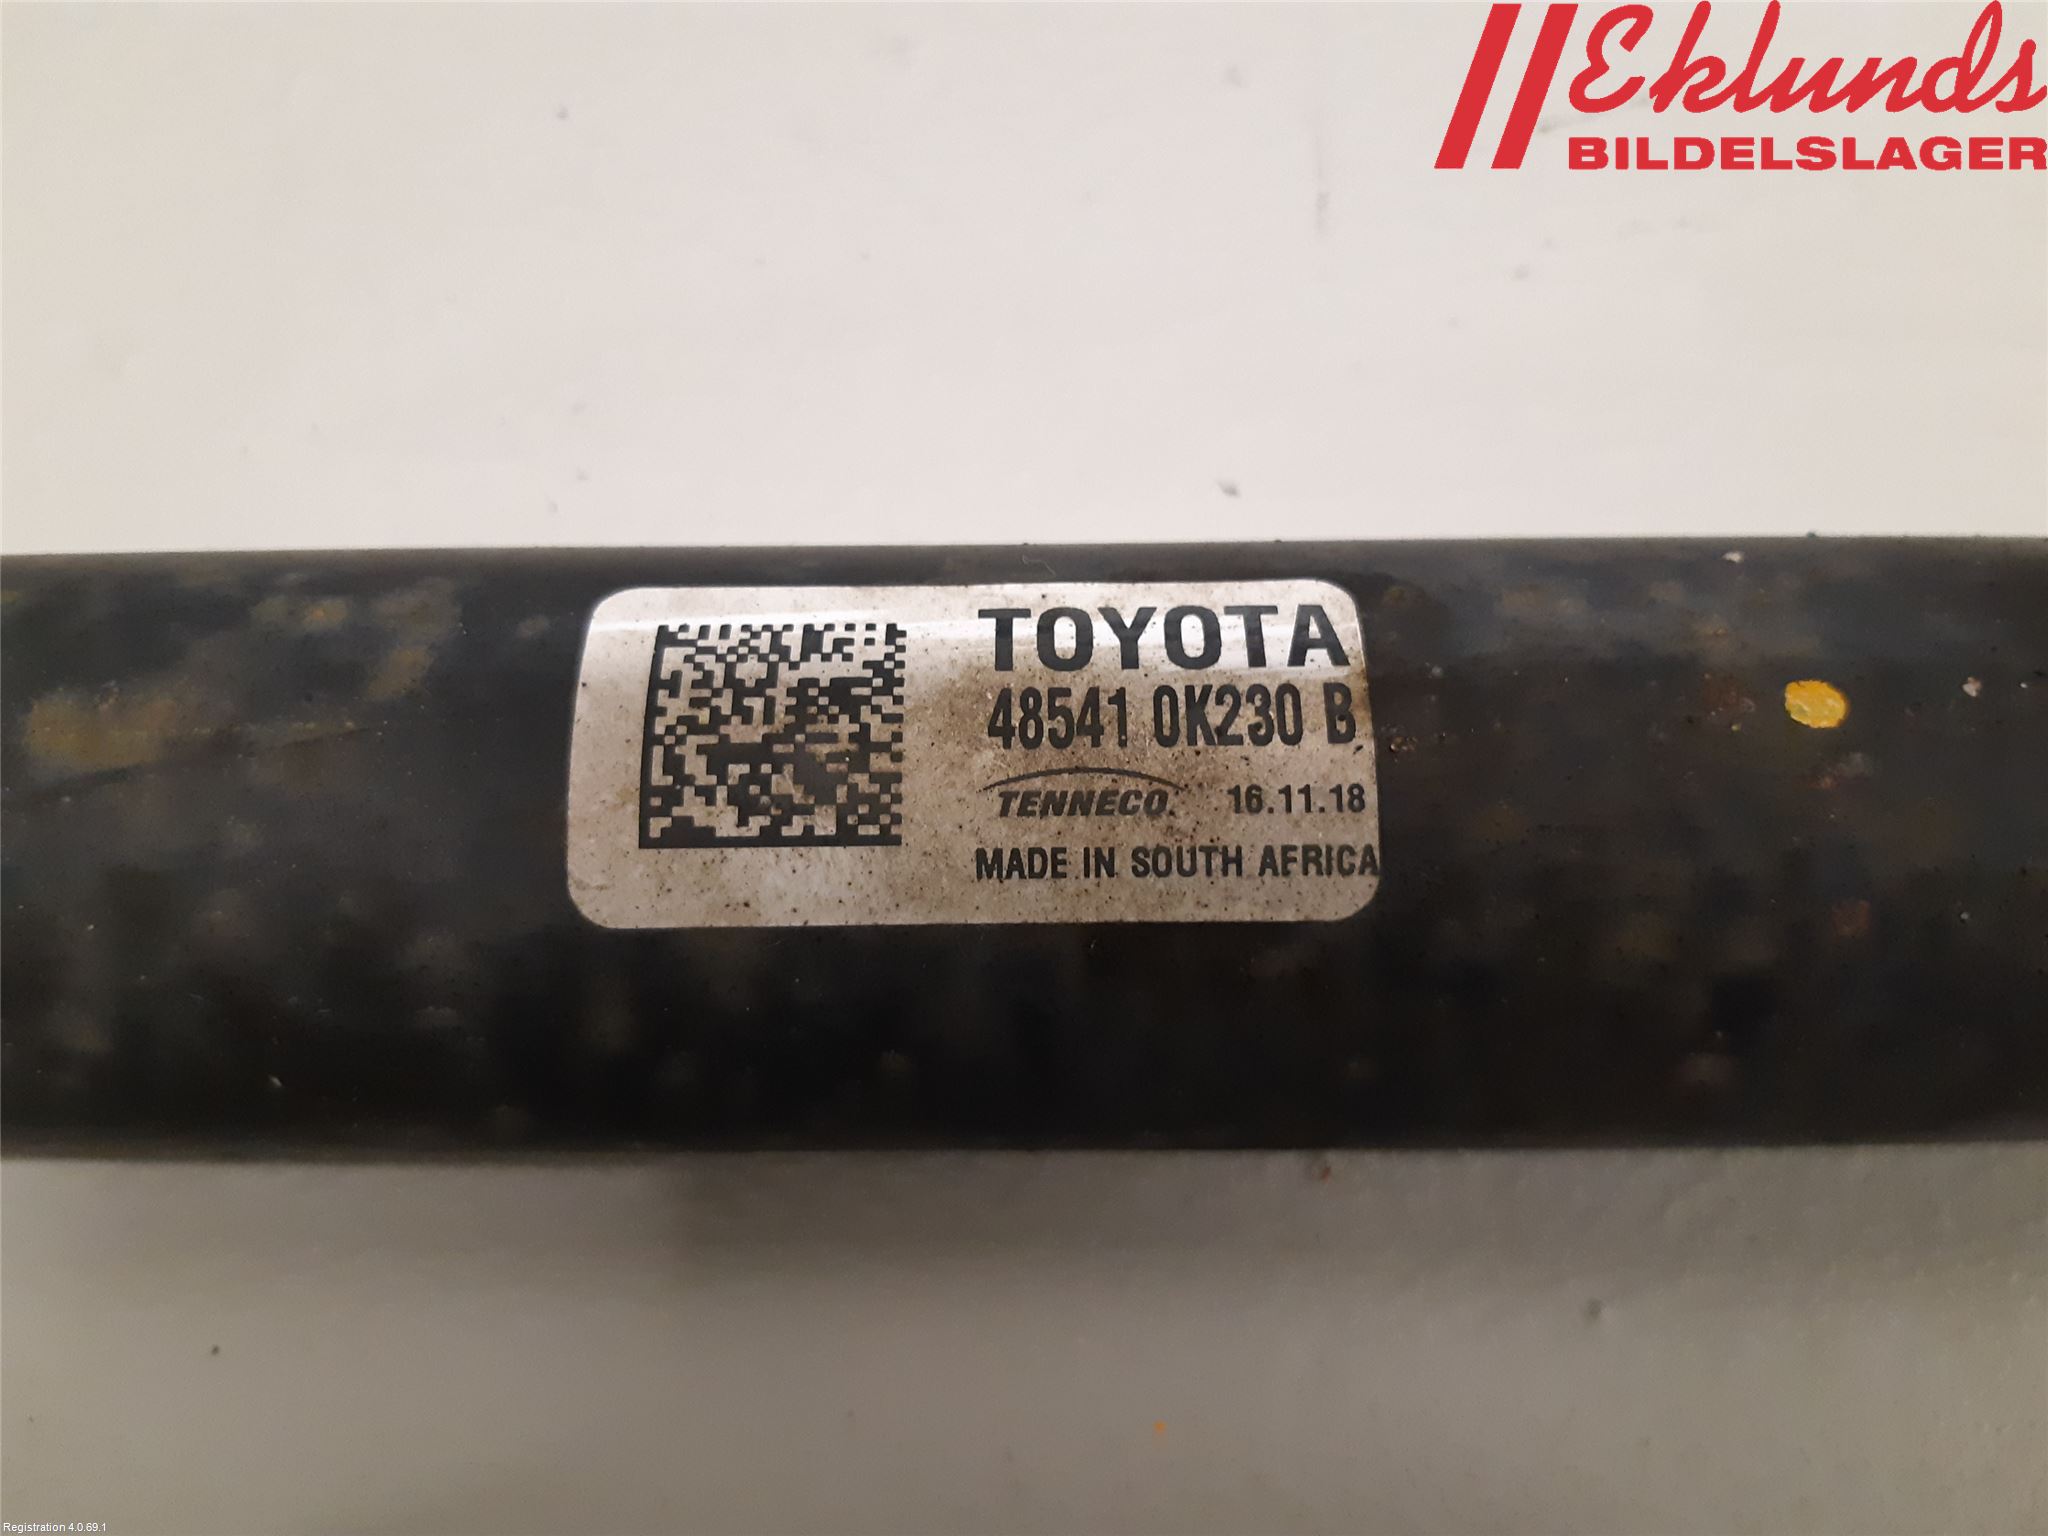 Eklunds
BILDELSLAGER
TOYOTA
48541 0K230 B
TENNECO 16.11.18
MADE IN SOUTH AFRICA
Registration 4.0.69.1